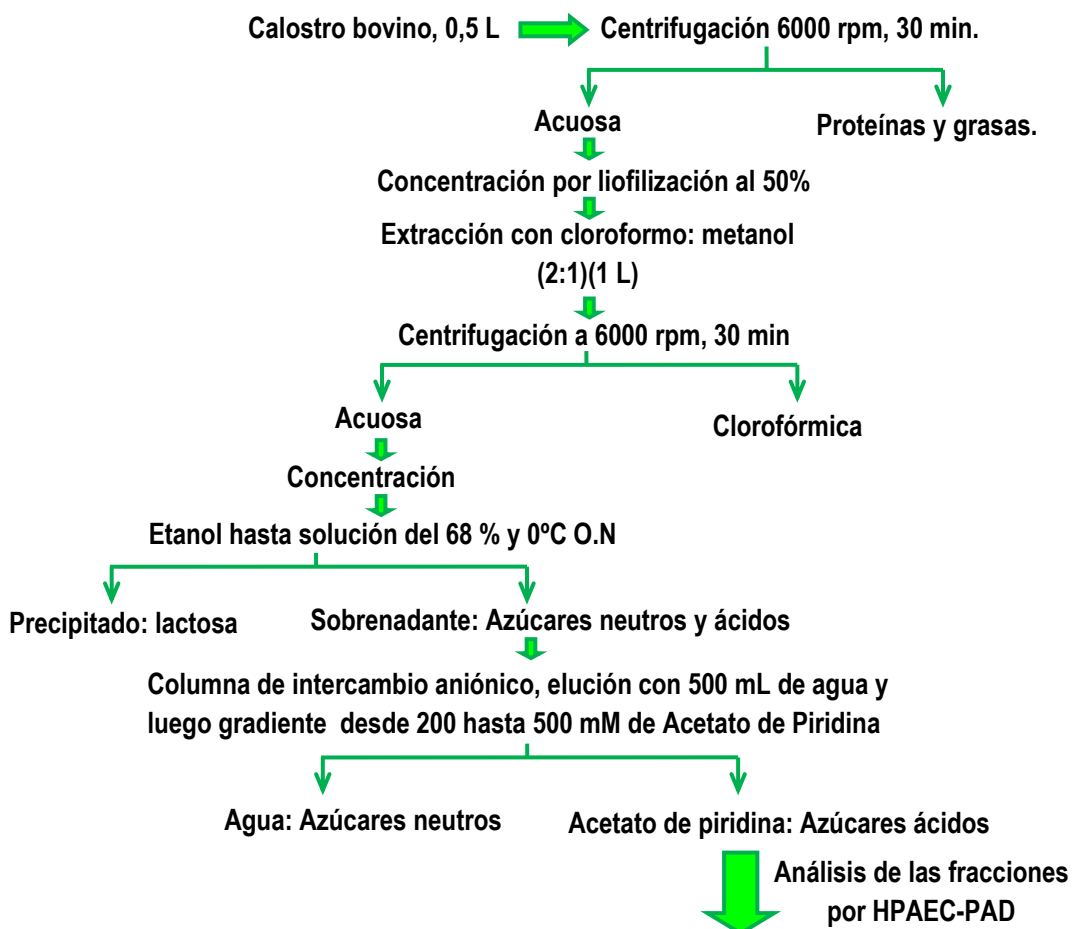 Calostro bovino, 0,5 L
Centrifugación 6000 rpm, 30 min.
Acuosa
Proteínas y grasas.
Concentración por liofilización al 50%
Extracción con cloroformo: metanol
(2:1)(1 L)
Centrifugación a 6000 rpm, 30 min
Acuosa
Clorofórmica
Concentración
Etanol hasta solución del 68 % y 0ºC O.N
Precipitado: lactosa
Sobrenadante: Azúcares neutros y ácidos
Columna de intercambio aniónico, elución con 500 mL de agua y
luego gradiente desde 200 hasta 500 mM de Acetato de Piridina
Agua: Azúcares neutros
Acetato de piridina: Azúcares ácidos
Análisis de las fracciones
por HPAEC-PAD